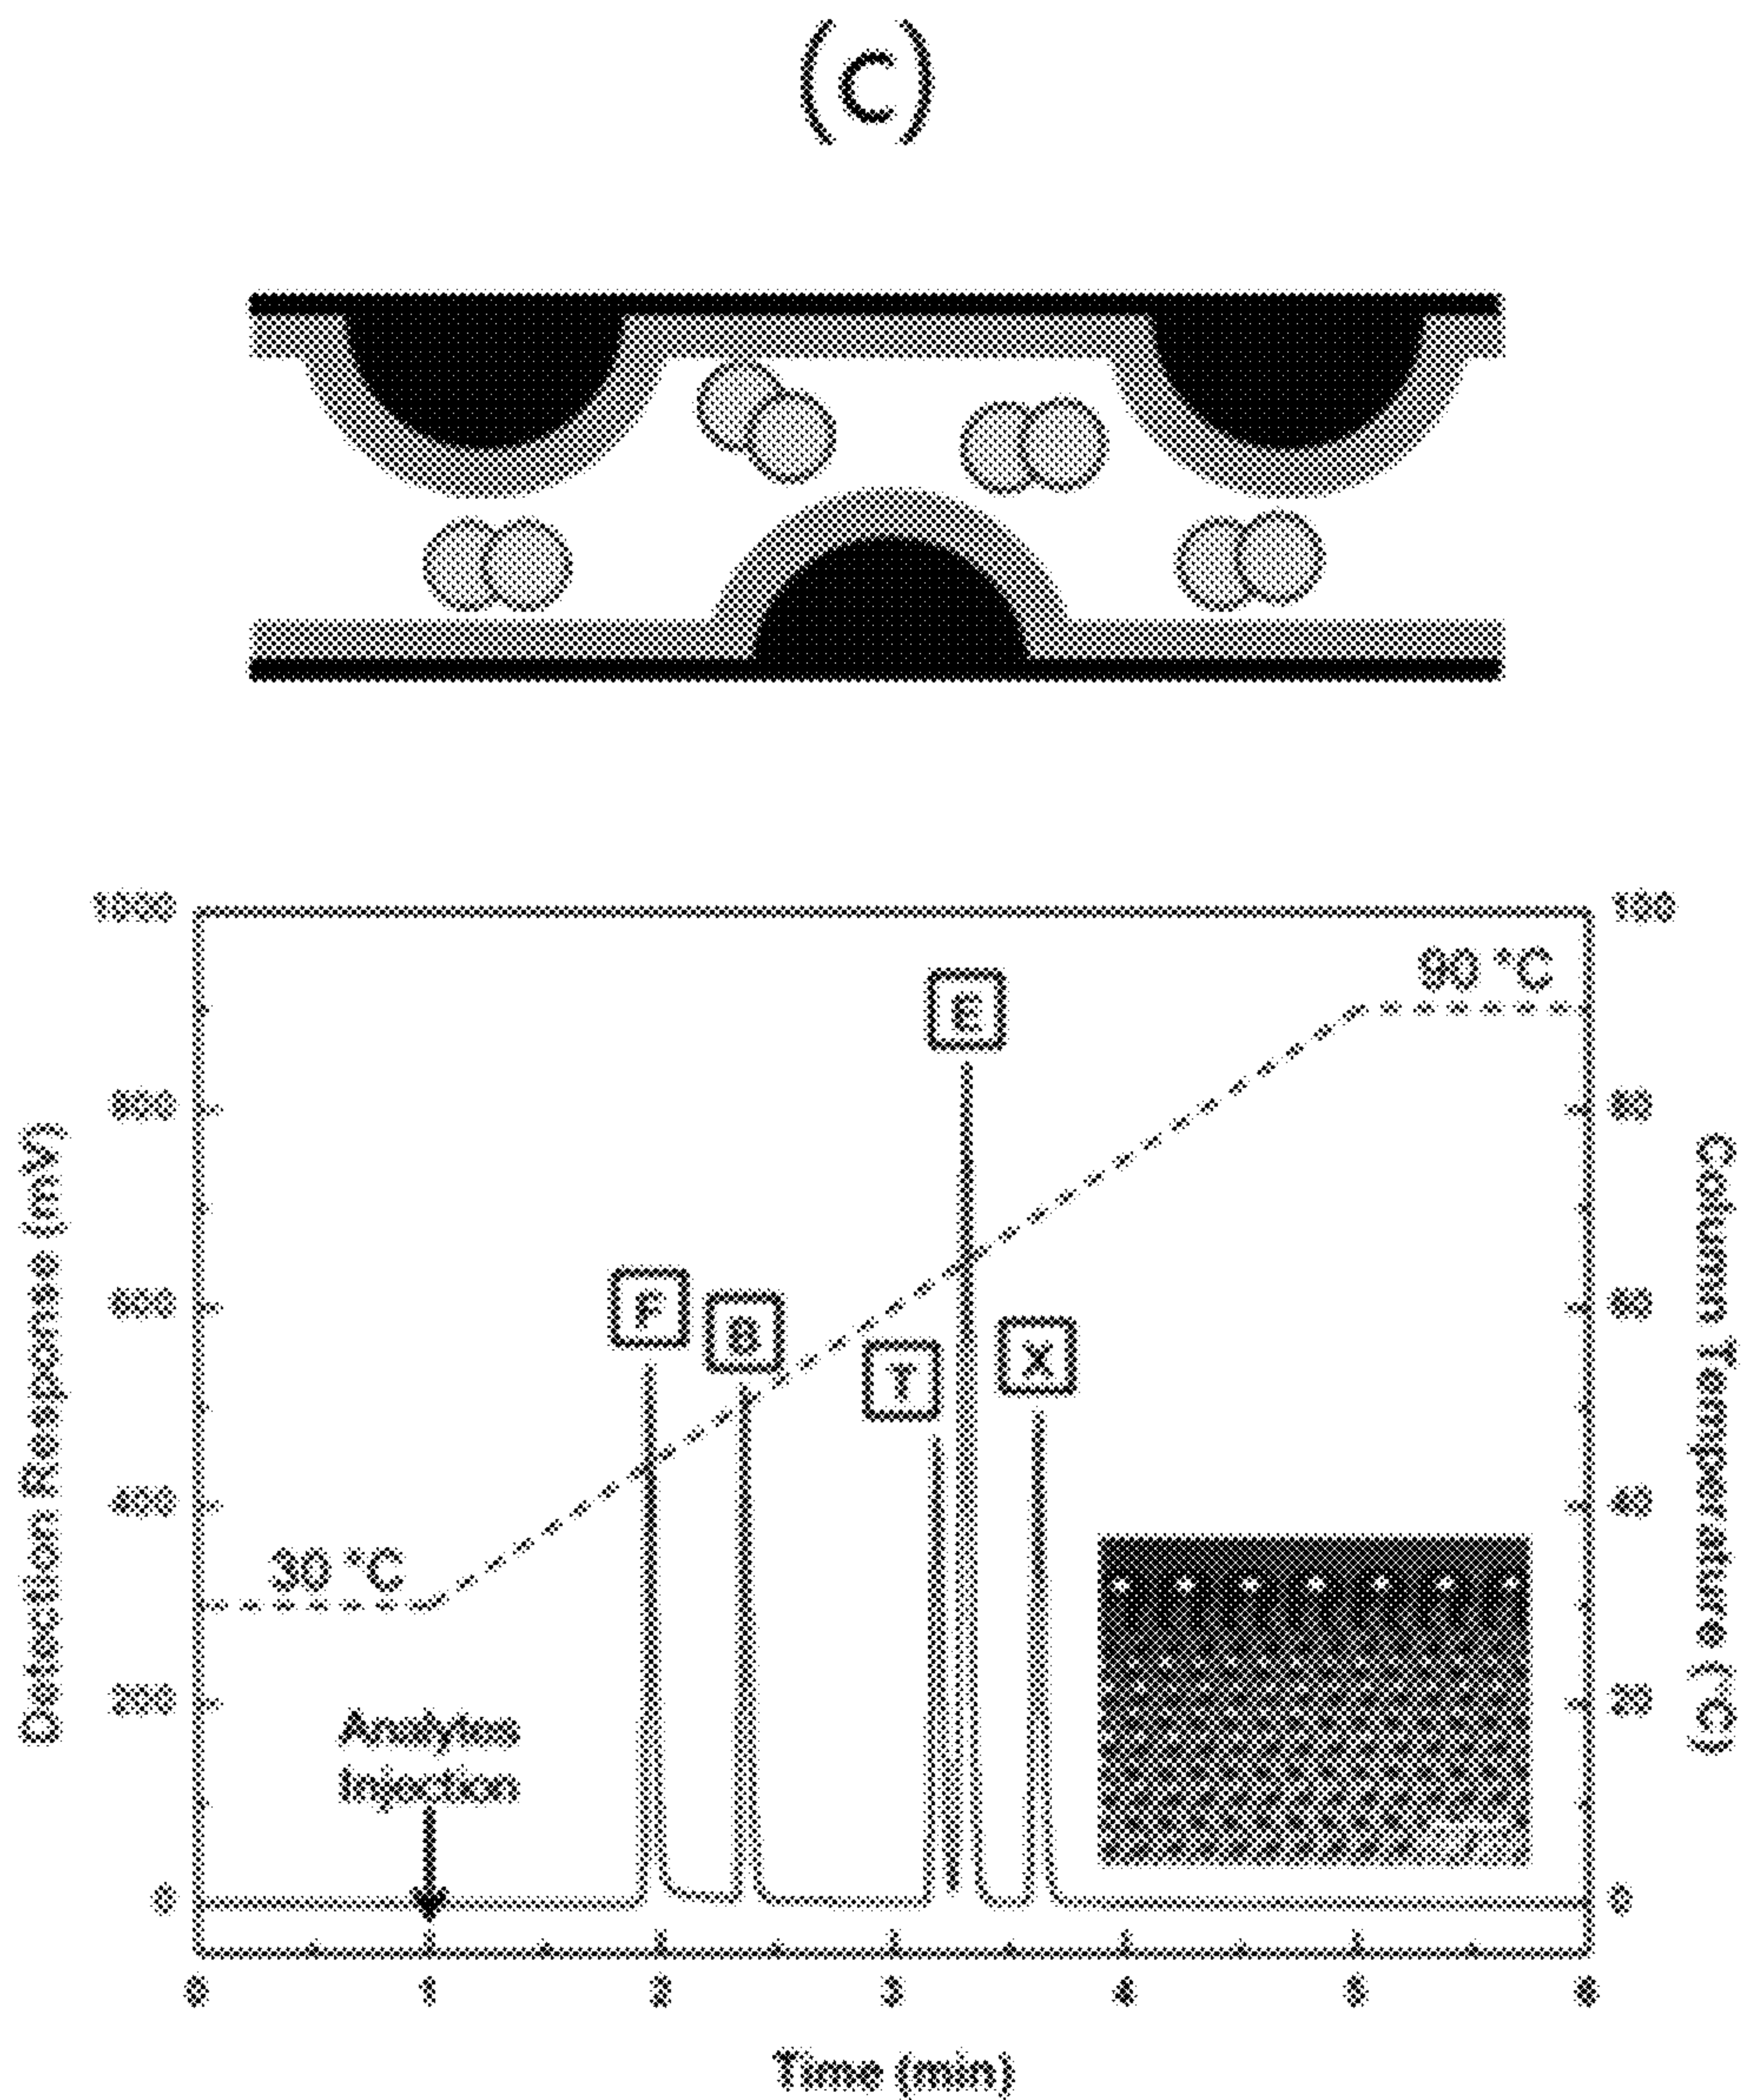 (c)
1000
800
600
400
200
0
Detection Response (mV)
100
80
60
40
20
0
Column Temperature (°C)
90 °C
30 °C
E
F
B
T
X
Analytes
Injection
0 1 2 3 4 5 6
Time (min)